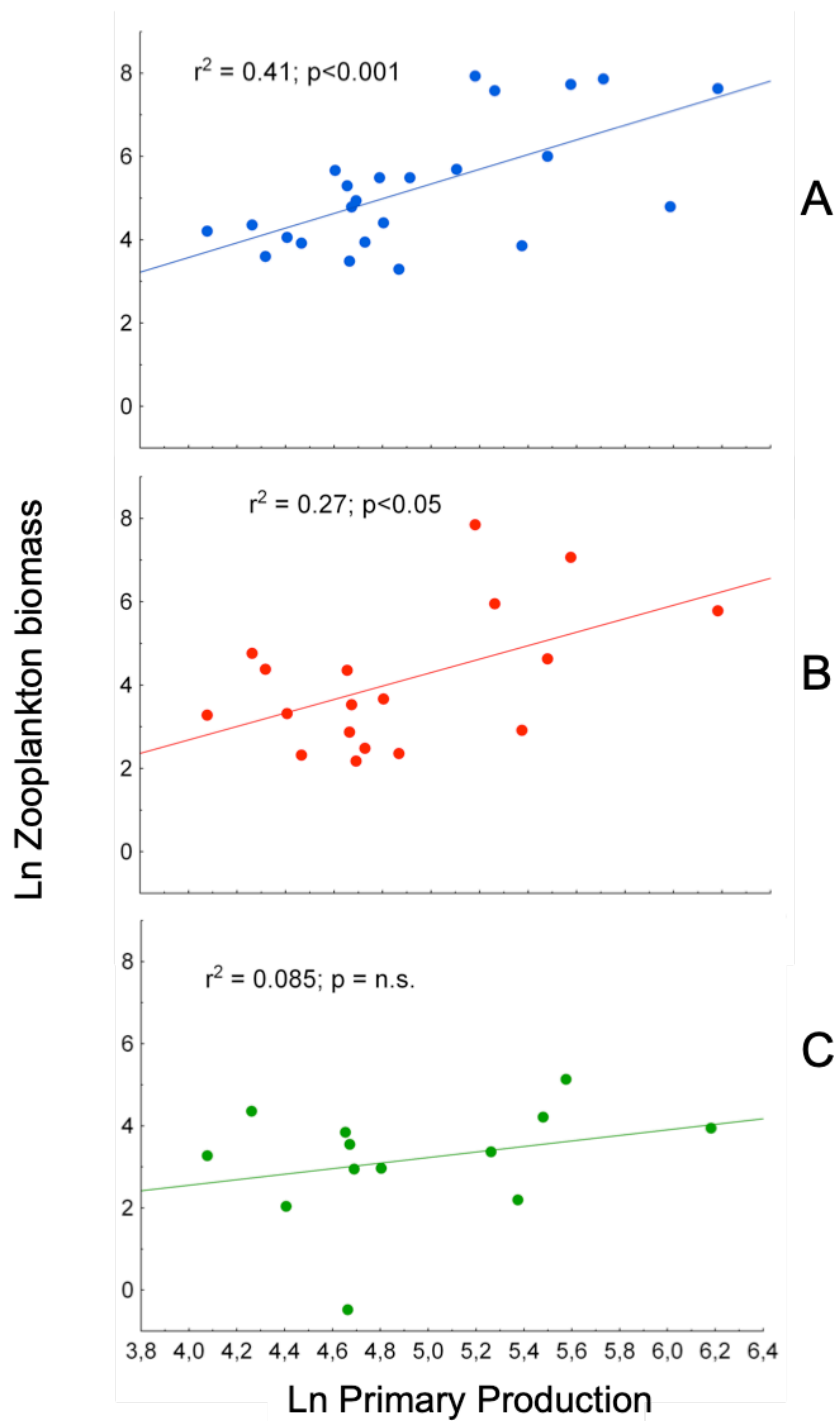 r² = 0.41; p<0.001
8
6
4
2
0
A
r² = 0.27; p<0.05
8
6
4
2
0
B
Ln Zooplankton biomass
r² = 0.085; p = n.s.
8
6
4
2
0
C
3,8 4,0 4,2 4,4 4,6 4,8 5,0 5,2 5,4 5,6 5,8 6,0 6,2 6,4
Ln Primary Production